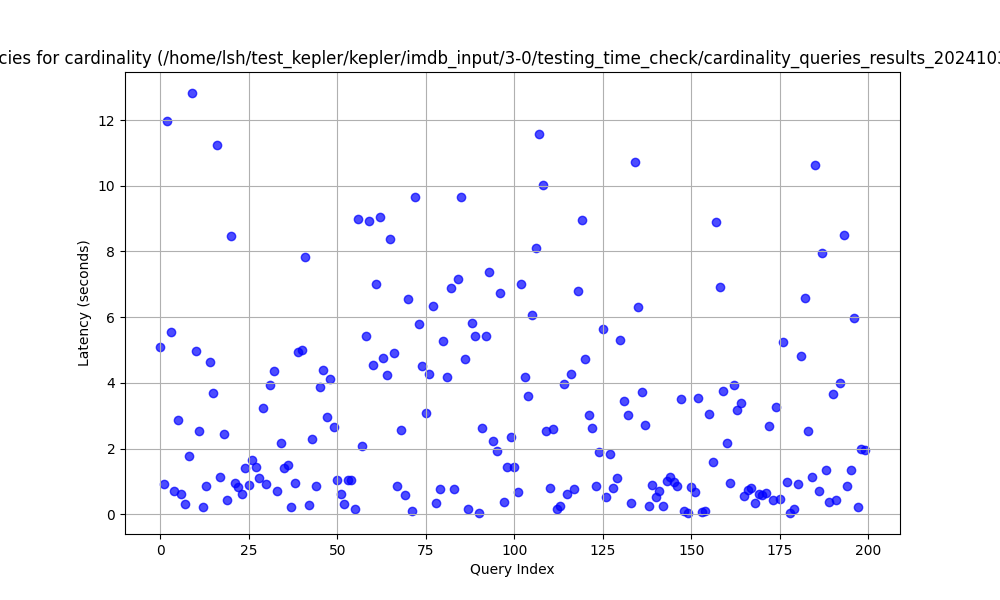 cies for cardinality (/home/lsh/test_kepler/kepler/imdb_input/3-0/testing_time_check/cardinality_queries_results_2024103
Latency (seconds)
12
10
8
6
4
2
0
0 25 50 75 100 125 150 175 200
Query Index